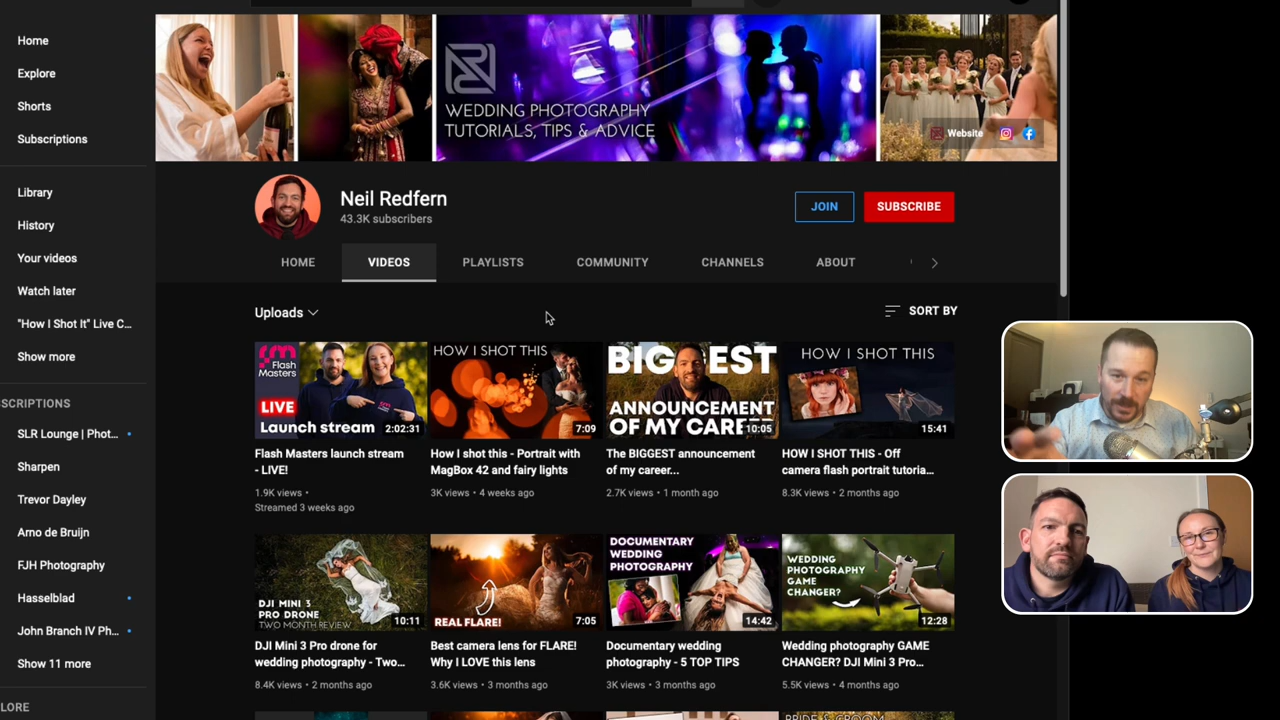 Home
Explore
Shorts
Subscriptions
Library
History
Your videos
Watch later
"How I Shot It" Live C...
Show more
SCRIPTIONS
SLR Lounge | Phot...
Sharpen
Trevor Dayley
Arno de Bruijn
FJH Photography
Hasselblad
John Branch IV Ph...
Show 11 more
LORE
WEDDING PHOTOGRAPHY
TUTORIALS, TIPS & ADVICE
Website
Neil Redfern
43.3K subscribers
JOIN
SUBSCRIBE
HOME
VIDEOS
PLAYLISTS
COMMUNITY
CHANNELS
ABOUT
Uploads
SORT BY
Flash
Masters
LIVE
Launch stream
2:02:31
Flash Masters launch stream
- LIVE!
1.9K views •
Streamed 3 weeks ago
HOW I SHOT THIS
7:09
How I shot this - Portrait with
MagBox 42 and fairy lights
3K views • 4 weeks ago
BIGGEST
ANNOUNCEMENT
OF MY CAREE
10:05
The BIGGEST announcement
of my career...
2.7K views • 1 month ago
HOW I SHOT THIS
15:41
HOW I SHOT THIS - Off
camera flash portrait tutoria...
8.3K views • 2 months ago
DJI MINI 3
PRO DRONE
TWO MONTH REVIEW
10:11
DJI Mini 3 Pro drone for
wedding photography - Two...
8.4K views • 2 months ago
REAL FLARE!
7:05
Best camera lens for FLARE!
Why I LOVE this lens
3.6K views • 3 months ago
DOCUMENTARY
WEDDING
PHOTOGRAPHY
14:42
Documentary wedding
photography - 5 TOP TIPS
3K views • 3 months ago
WEDDING
PHOTOGRAPHY
GAME
CHANGER?
12:28
Wedding photography GAME
CHANGER? DJI Mini 3 Pro...
5.5K views • 4 months ago